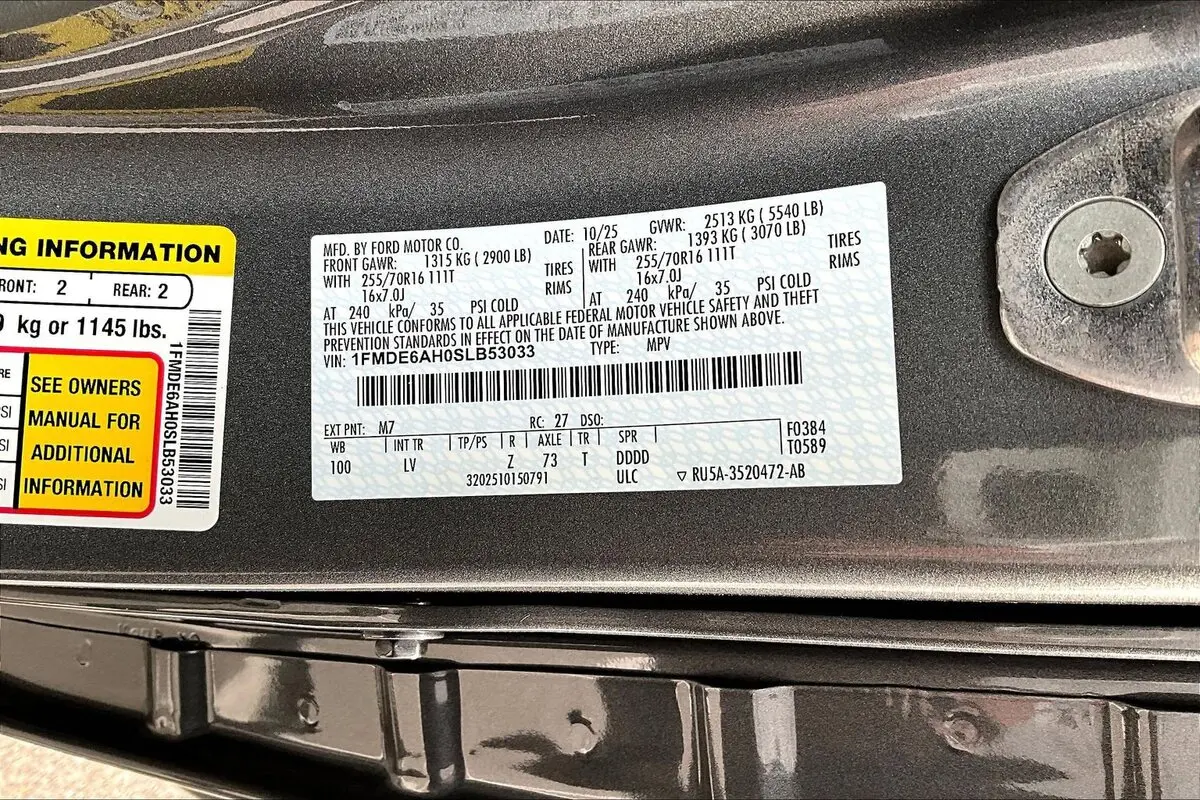 NG INFORMATION
FRONT: 2 REAR: 2
9 kg or 1145 lbs.
SEE OWNERS
MANUAL FOR
ADDITIONAL
INFORMATION
1FMDE6AH0SLB53033
MFD. BY FORD MOTOR CO. DATE: 10/25 GVWR: 2513 KG ( 5540 LB)
FRONT GAWR: 1315 KG ( 2900 LB) REAR GAWR: 1393 KG ( 3070 LB)
WITH 255/70R16 111T TIRES WITH 255/70R16 111T TIRES
16x7.0J RIMS 16x7.0J RIMS
AT 240 kPa/ 35 PSI COLD AT 240 kPa/ 35 PSI COLD
THIS VEHICLE CONFORMS TO ALL APPLICABLE FEDERAL MOTOR VEHICLE SAFETY AND THEFT
PREVENTION STANDARDS IN EFFECT ON THE DATE OF MANUFACTURE SHOWN ABOVE.
VIN: 1FMDE6AH0SLB53033 TYPE: MPV
EXT PNT: M7 RC: 27 DSO:
WB INT TR TP/PS R AXLE TR SPR F0384
100 LV Z 73 T DDDD T0589
3202510150791 ULC RU5A-3520472-AB